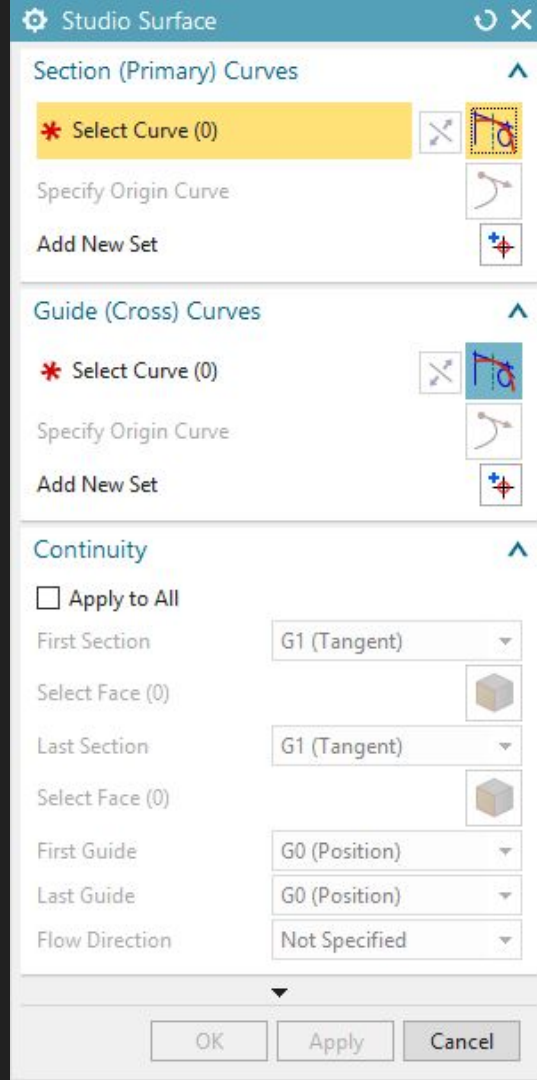 Studio Surface
Section (Primary) Curves
* Select Curve (0)
Specify Origin Curve
Add New Set
Guide (Cross) Curves
* Select Curve (0)
Specify Origin Curve
Add New Set
Continuity
Apply to All
First Section G1 (Tangent)
Select Face (0)
Last Section G1 (Tangent)
Select Face (0)
First Guide G0 (Position)
Last Guide G0 (Position)
Flow Direction Not Specified
OK Apply Cancel